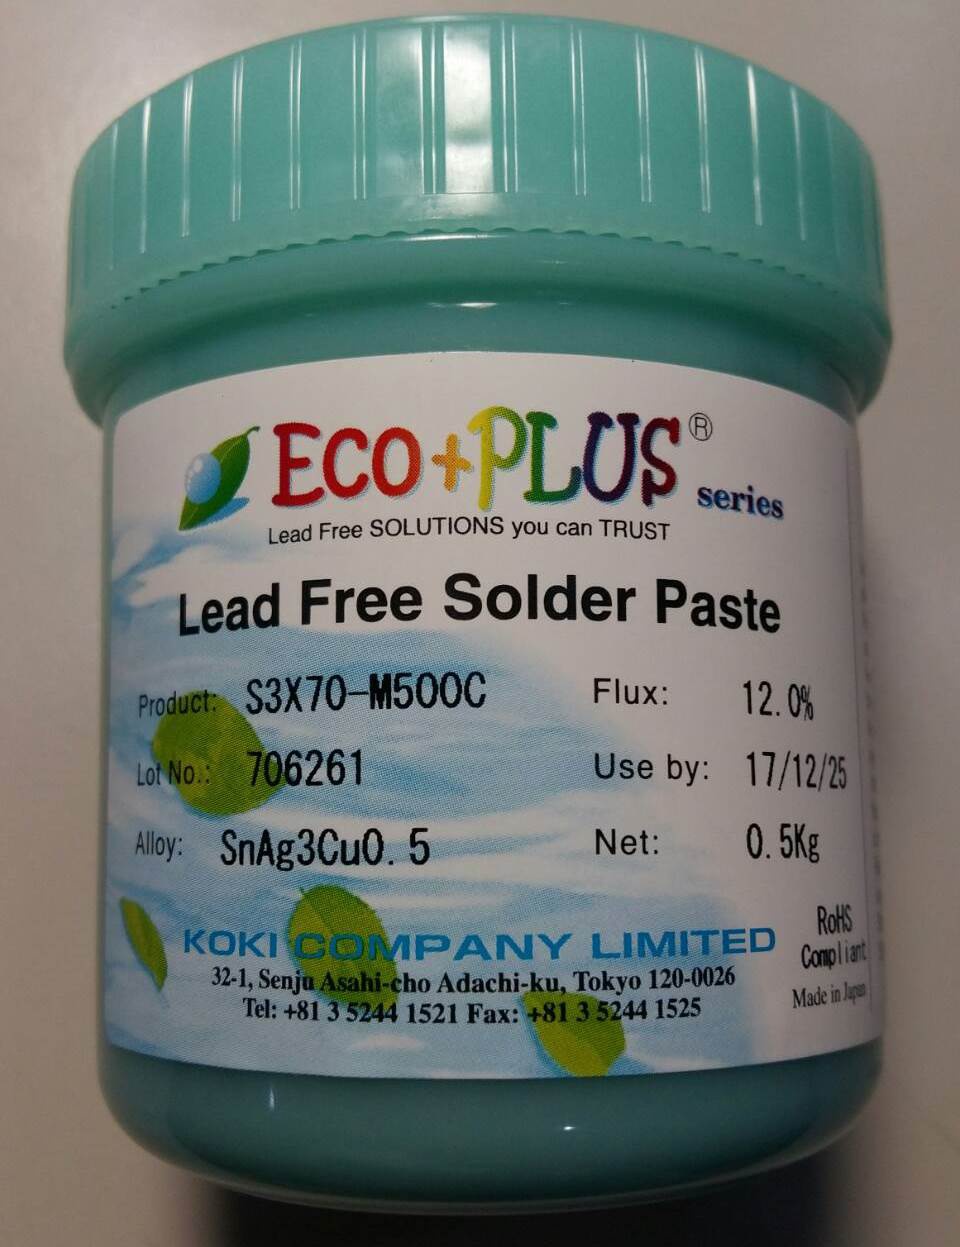 ECO+PLUS® series
Lead Free SOLUTIONS you can TRUST
Lead Free Solder Paste
Product: S3X70-M500C Flux: 12.0%
Lot No.: 706261 Use by: 17/12/25
Alloy: SnAg3Cu0.5 Net: 0.5Kg
RoHS
Compliant
KOKI COMPANY LIMITED
32-1, Senju Asahi-cho Adachi-ku, Tokyo 120-0026
Tel: +81 3 5244 1521 Fax: +81 3 5244 1525
Made in Japan